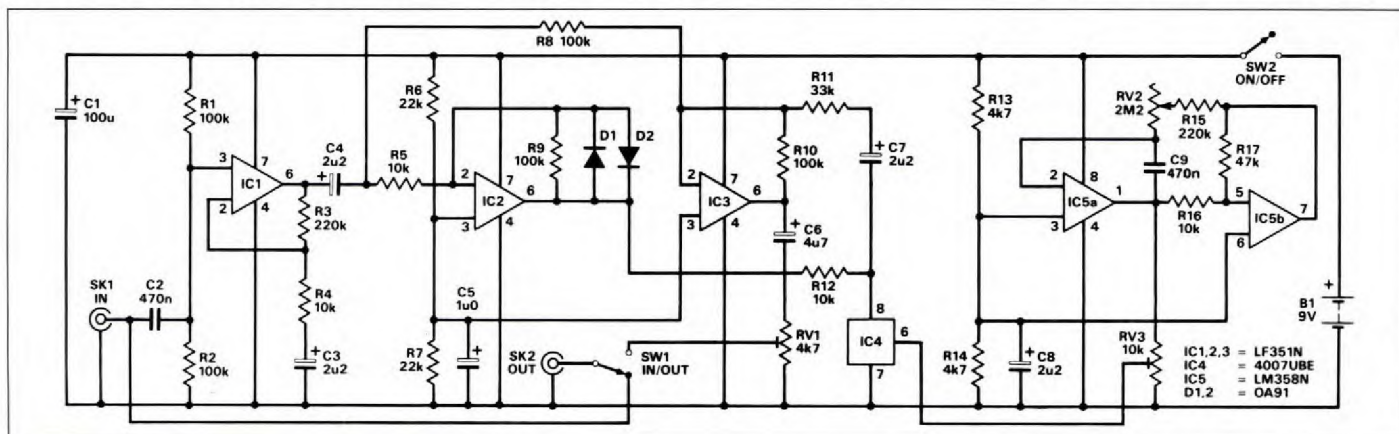 R8 100k
C1
100u
R1
100k
3
7
6
IC1
2
4
R3
220k
C4
2u2
R5
10k
R6
22k
2
7
6
IC2
3
4
R9
100k
D1
D2
2
7
6
IC3
3
4
R10
100k
R11
33k
C7
2u2
C6
4u7
R12
10k
R13
4k7
2
8
1
IC5a
3
4
RV2
2M2
R15
220k
C9
470n
R17
47k
R16
10k
5
7
IC5b
6
SW2
ON/OFF
B1
9V
SK1
IN
C2
470n
R2
100k
R4
10k
C3
2u2
R7
22k
C5
1u0
SK2
OUT
SW1
IN/OUT
RV1
4k7
8
IC4
6
7
R14
4k7
C8
2u2
RV3
10k
IC1,2,3 = LF351N
IC4 = 4007UBE
IC5 = LM358N
D1,2 = OA91